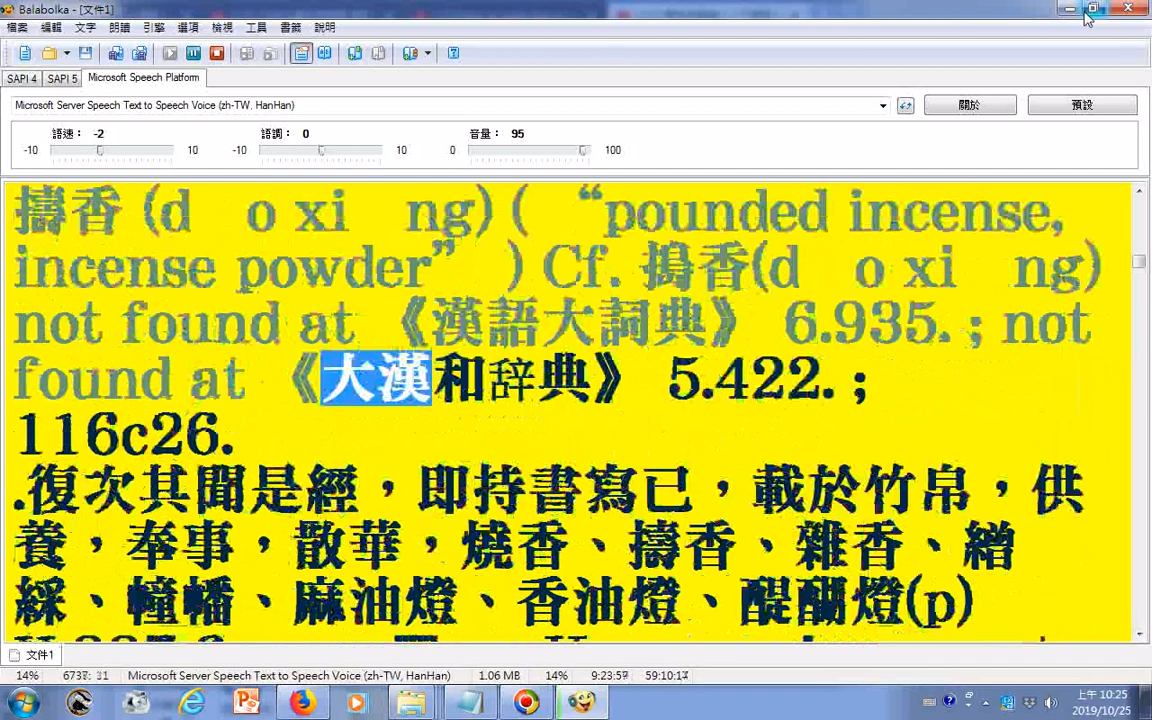 Balabolka - [文件1]
檔案 編輯 文字 朗讀 引擎 選項 檢視 工具 書籤 說明
SAPI 4 SAPI 5 Microsoft Speech Platform
Microsoft Server Speech Text to Speech Voice (zh-TW, HanHan)
關於 預設
語速： -2 語調： 0 音量： 95
-10 10 -10 10 0 100
擣香 (d o xi ng) ( “pounded incense,
incense powder” ) Cf. 搗香(d o xi ng)
not found at 《漢語大詞典》 6.935. ; not
found at 《大漢和辞典》 5.422. ;
116c26.
.復次其聞是經，即持書寫已，載於竹帛，供
養，奉事，散華，燒香、擣香、雜香、繒
綵、幢幡、麻油燈、香油燈、醍醐燈(p)
文件1
14% Microsoft Server Speech Text to Speech Voice (zh-TW, HanHan) 1.06 MB 14%
上午 10:25
2019/10/25